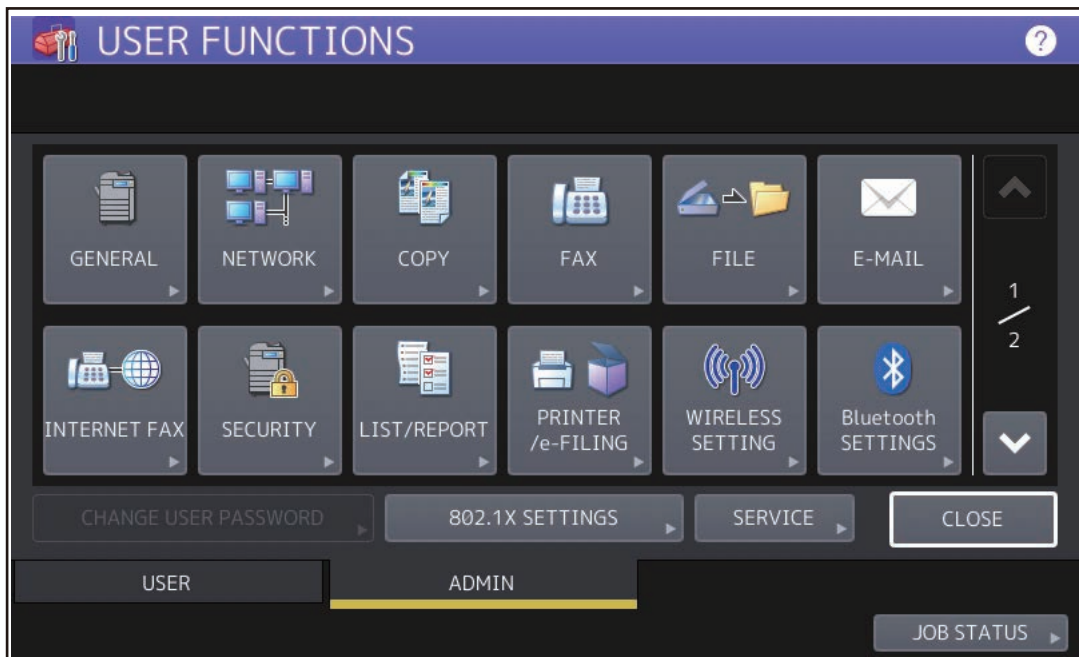 USER FUNCTIONS
?
GENERAL
NETWORK
COPY
FAX
FILE
E-MAIL
1
2
INTERNET FAX
SECURITY
LIST/REPORT
PRINTER
/e-FILING
WIRELESS
SETTING
Bluetooth
SETTINGS
CHANGE USER PASSWORD
802.1X SETTINGS
SERVICE
CLOSE
USER
ADMIN
JOB STATUS